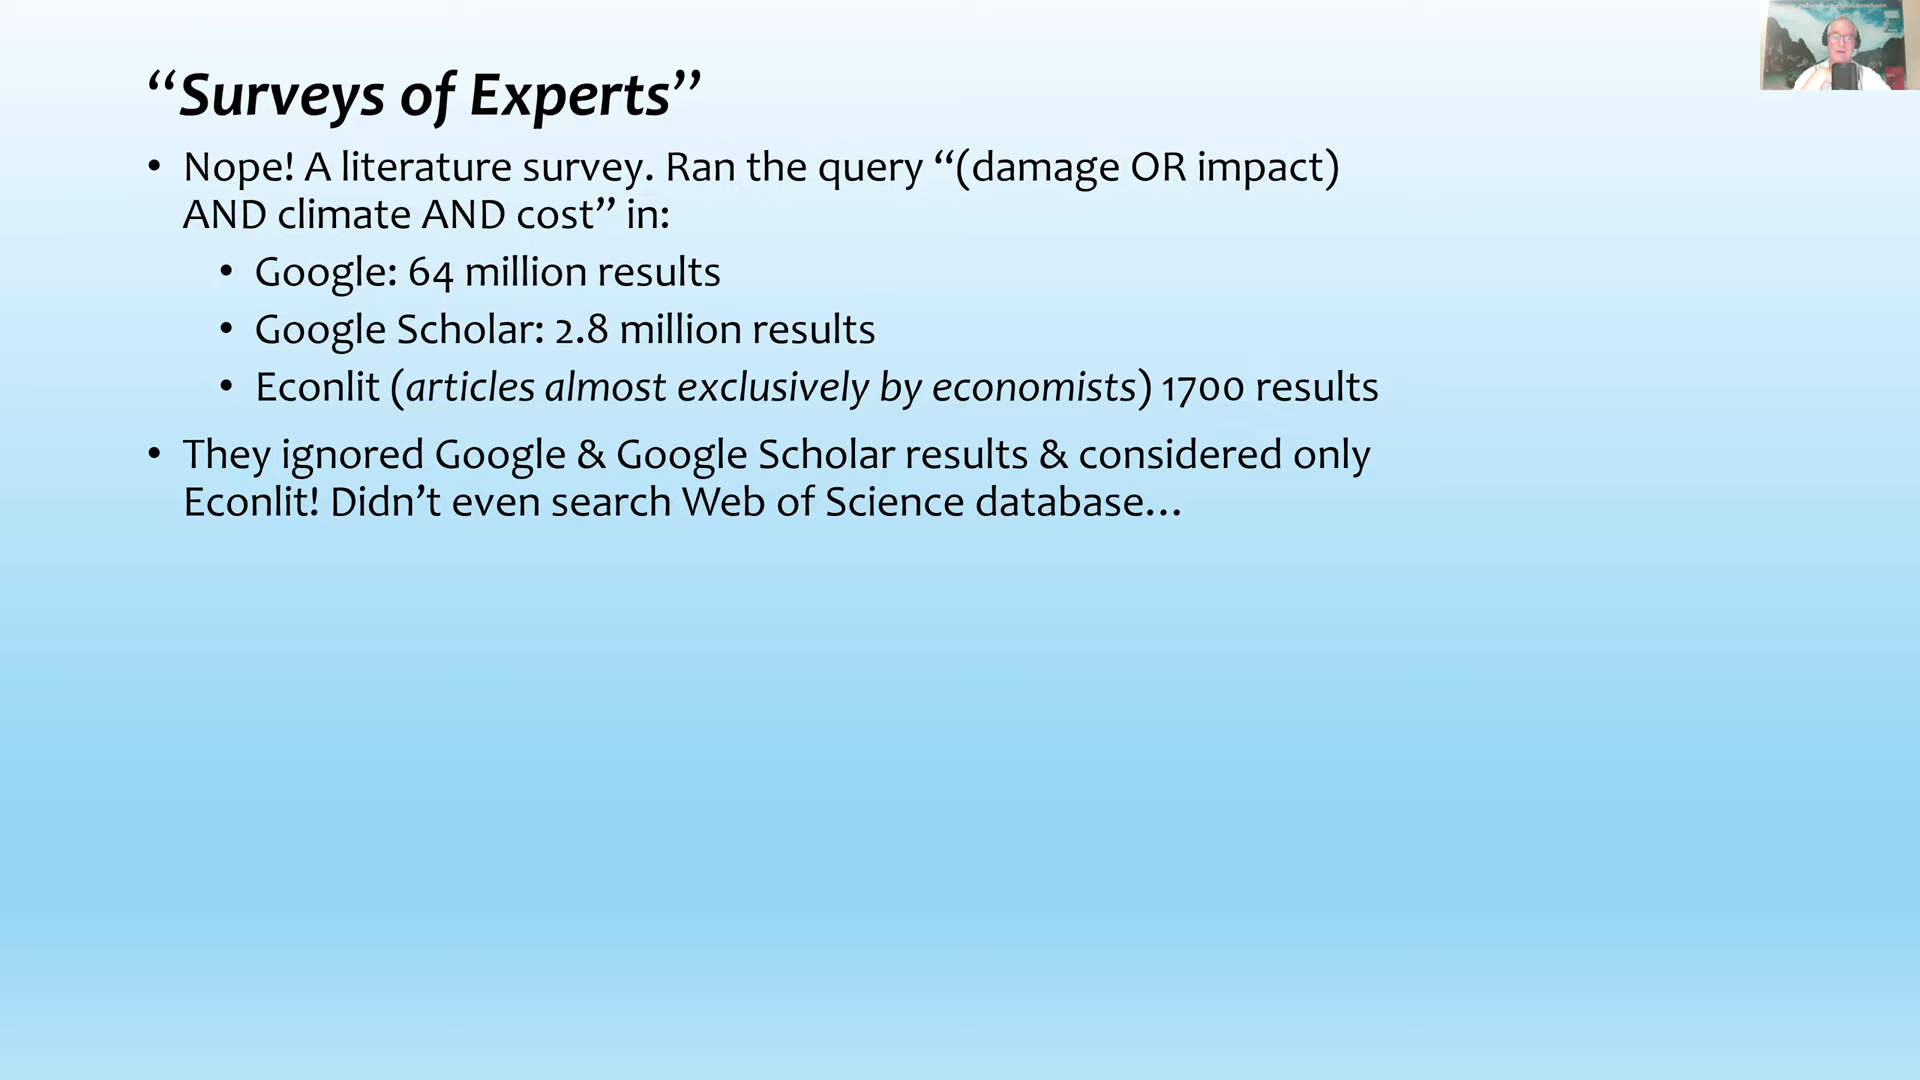 “Surveys of Experts”
• Nope! A literature survey. Ran the query “(damage OR impact)
AND climate AND cost” in:
• Google: 64 million results
• Google Scholar: 2.8 million results
• Econlit (articles almost exclusively by economists) 1700 results
• They ignored Google & Google Scholar results & considered only
Econlit! Didn’t even search Web of Science database…